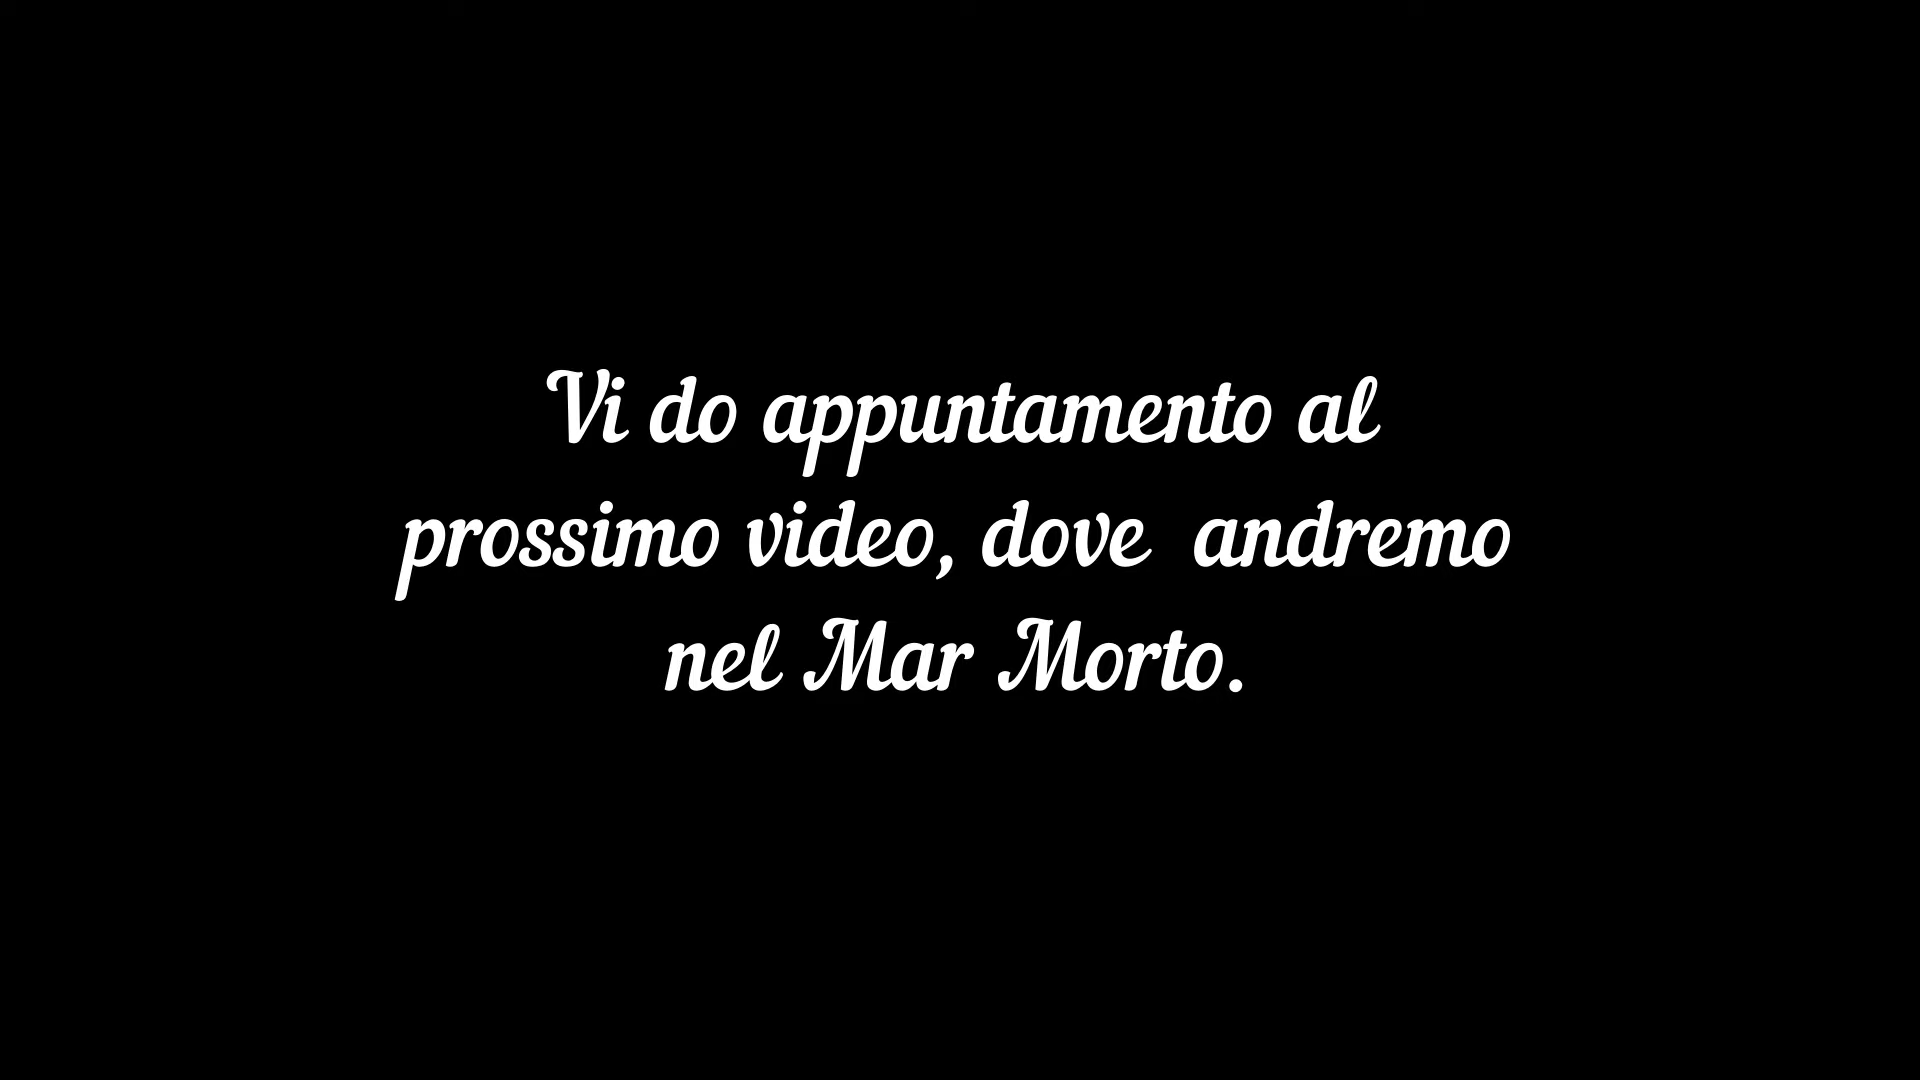 Vi do appuntamento al
prossimo video, dove  andremo
nel Mar Morto.